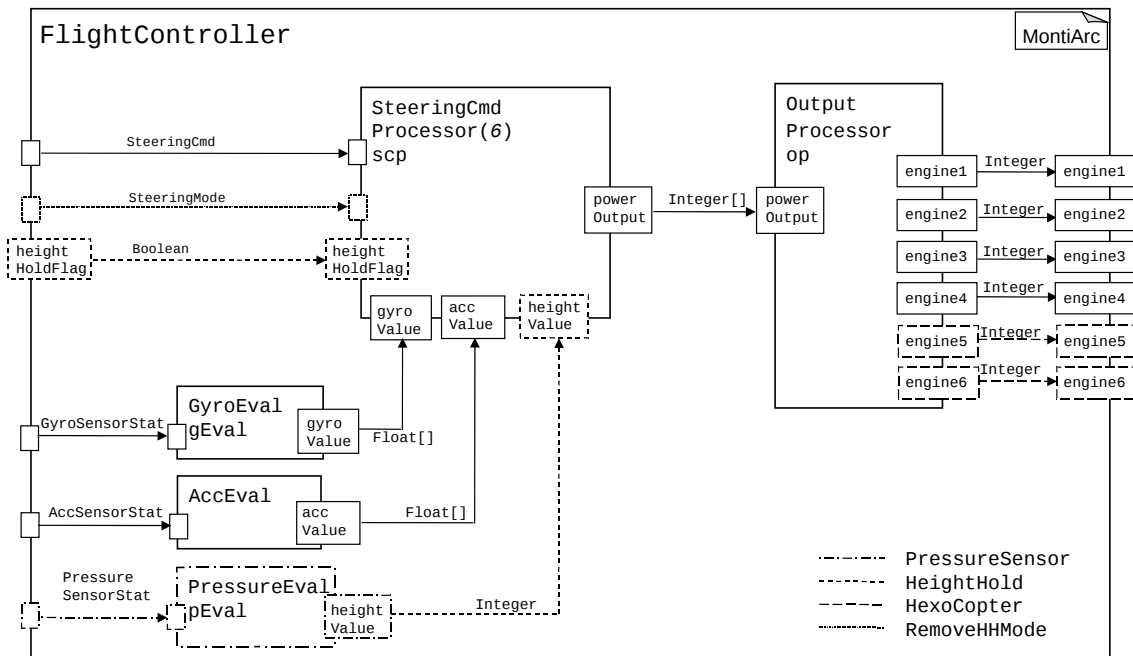 FlightController
MontiArc
SteeringCmd
Processor(6)
scp
SteeringCmd
SteeringMode
height
HoldFlag
Boolean
height
HoldFlag
power
Output
Integer[]
power
Output
Output
Processor
op
engine1
Integer
engine1
engine2
Integer
engine2
engine3
Integer
engine3
engine4
Integer
engine4
engine5
Integer
engine5
engine6
Integer
engine6
gyro
Value
acc
Value
height
Value
GyroSensorStat
GyroEval
gEval
gyro
Value
Float[]
AccSensorStat
AccEval
acc
Value
Float[]
Pressure
SensorStat
PressureEval
pEval
height
Value
Integer
PressureSensor
HeightHold
HexoCopter
RemoveHHMode